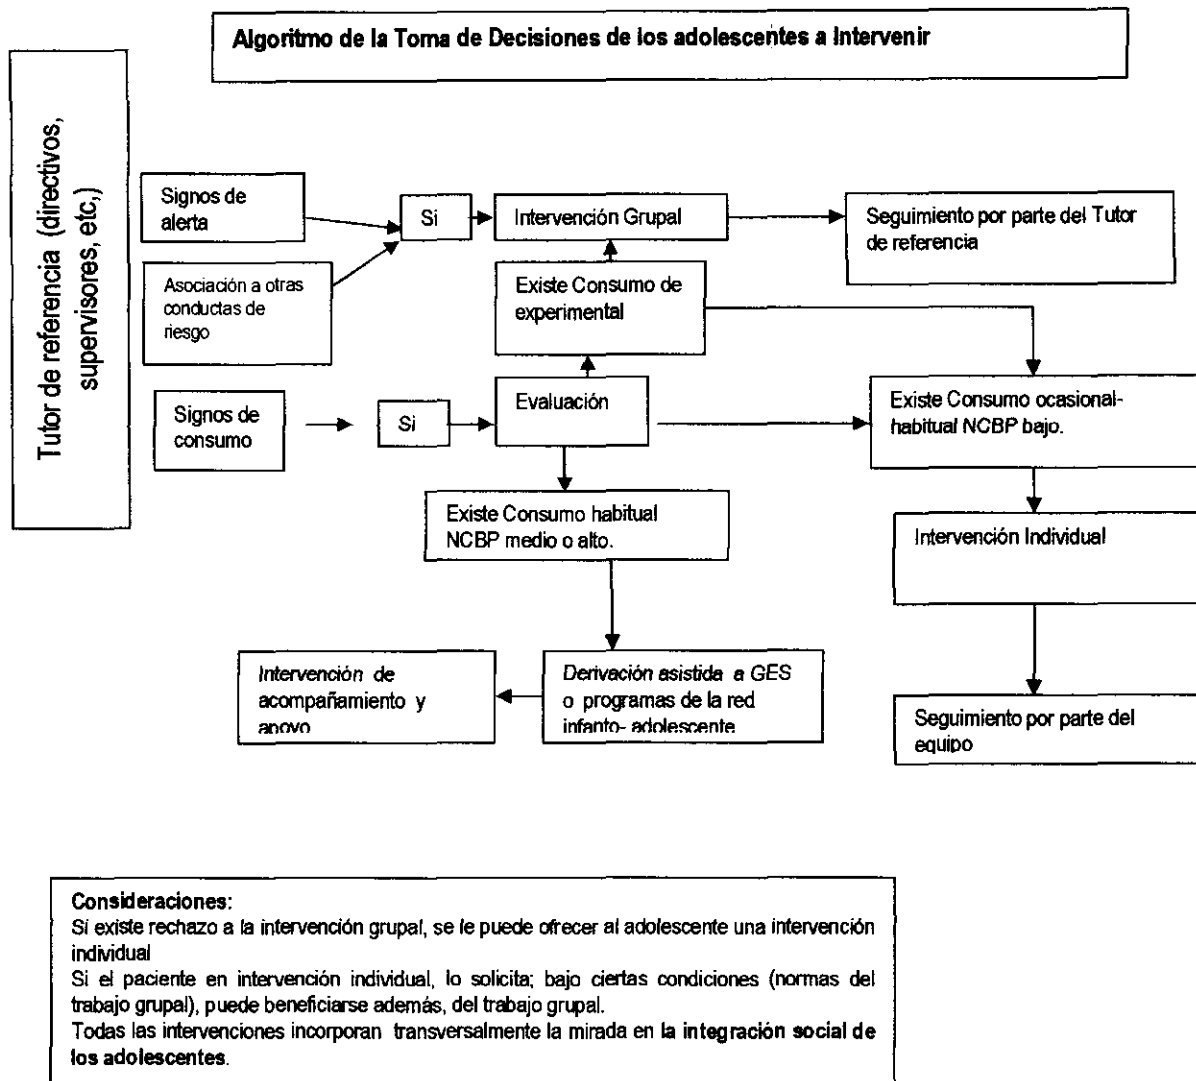 Algoritmo de la Toma de Decisiones de los adolescentes a Intervenir
Tutor de referencia (directivos,
supervisores, etc,)
Signos de
alerta
Si
Intervención Grupal
Seguimiento por parte del Tutor
de referencia
Asociación a otras
conductas de
riesgo
Existe Consumo de
experimental
Signos de
consumo
Si
Evaluación
Existe Consumo ocasional-
habitual NCBP bajo.
Existe Consumo habitual
NCBP medio o alto.
Intervención Individual
Intervención de
acompañamiento y
apoyo
Derivación asistida a GES
o programas de la red
infanto- adolescente
Seguimiento por parte del
equipo
Consideraciones:
Si existe rechazo a la intervención grupal, se le puede ofrecer al adolescente una intervención
individual
Si el paciente en intervención individual, lo solicita; bajo ciertas condiciones (normas del
trabajo grupal), puede beneficiarse además, del trabajo grupal.
Todas las intervenciones incorporan transversalmente la mirada en la integración social de
los adolescentes.